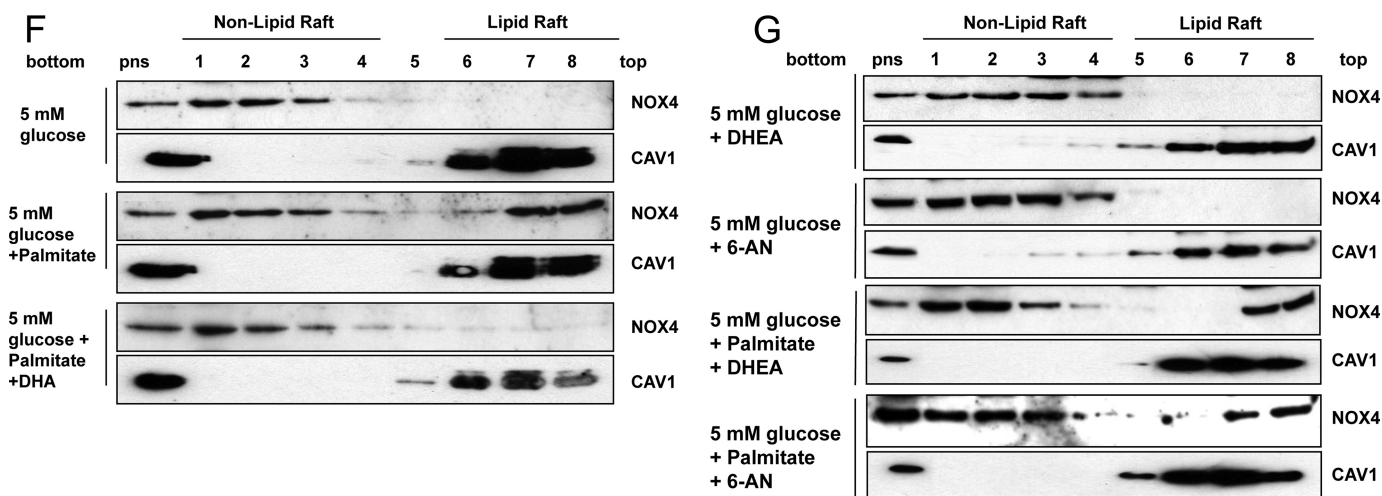 F
Non-Lipid Raft Lipid Raft
bottom pns 1 2 3 4 5 6 7 8 top
5 mM
glucose
NOX4
CAV1
5 mM
glucose
+Palmitate
NOX4
CAV1
5 mM
glucose +
Palmitate
+DHA
NOX4
CAV1
G
Non-Lipid Raft Lipid Raft
bottom pns 1 2 3 4 5 6 7 8 top
5 mM glucose
+ DHEA
NOX4
CAV1
5 mM glucose
+ 6-AN
NOX4
CAV1
5 mM glucose
+ Palmitate
+ DHEA
NOX4
CAV1
5 mM glucose
+ Palmitate
+ 6-AN
NOX4
CAV1